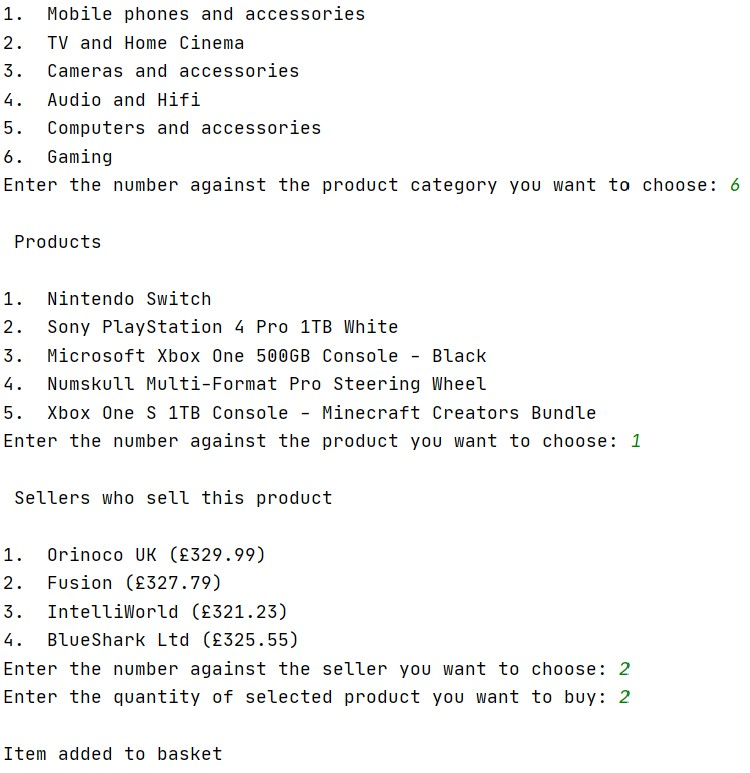 1.  Mobile phones and accessories
2.  TV and Home Cinema
3.  Cameras and accessories
4.  Audio and Hifi
5.  Computers and accessories
6.  Gaming
Enter the number against the product category you want to choose: 6
Products
1.  Nintendo Switch
2.  Sony PlayStation 4 Pro 1TB White
3.  Microsoft Xbox One 500GB Console - Black
4.  Numskull Multi-Format Pro Steering Wheel
5.  Xbox One S 1TB Console - Minecraft Creators Bundle
Enter the number against the product you want to choose: 1
Sellers who sell this product
1.  Orinoco UK (£329.99)
2.  Fusion (£327.79)
3.  IntelliWorld (£321.23)
4.  BlueShark Ltd (£325.55)
Enter the number against the seller you want to choose: 2
Enter the quantity of selected product you want to buy: 2
Item added to basket